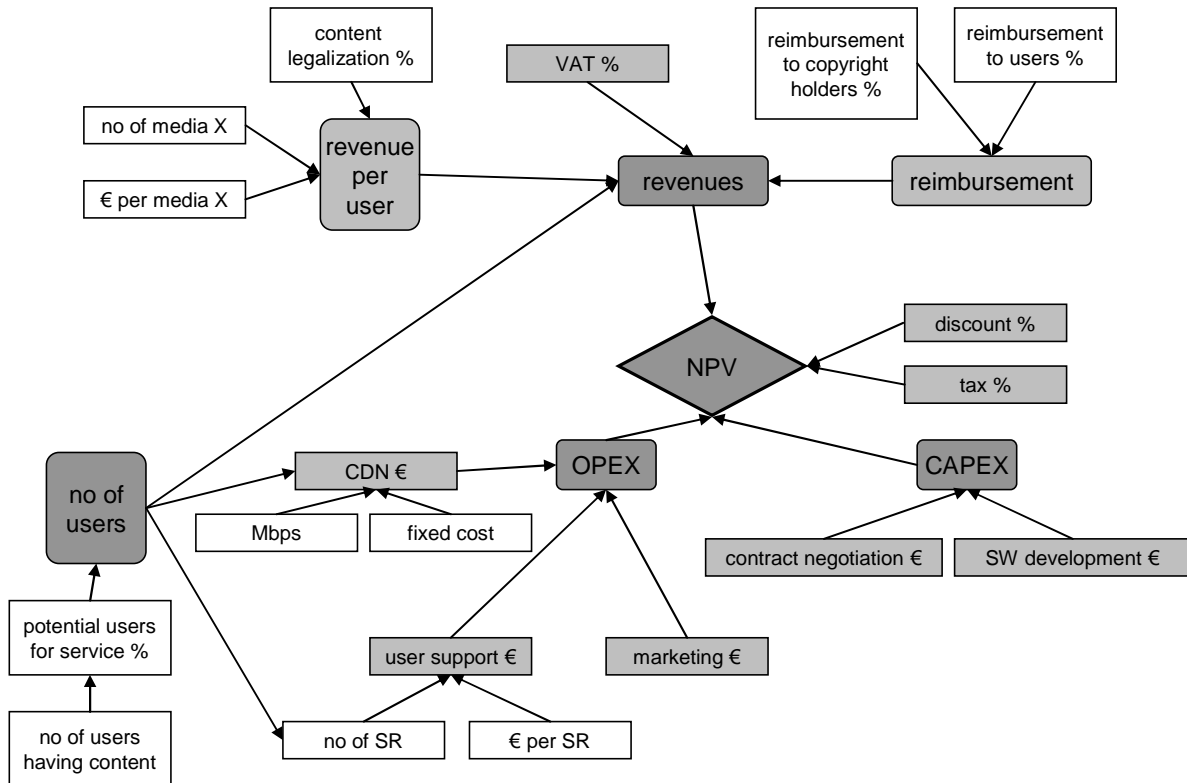 content
legalization %
VAT %
reimbursement
to copyright
holders %
reimbursement
to users %
no of media X
€ per media X
revenue
per
user
revenues
reimbursement
discount %
NPV
tax %
no of
users
CDN €
OPEX
CAPEX
Mbps
fixed cost
contract negotiation €
SW development €
potential users
for service %
user support €
marketing €
no of users
having content
no of SR
€ per SR